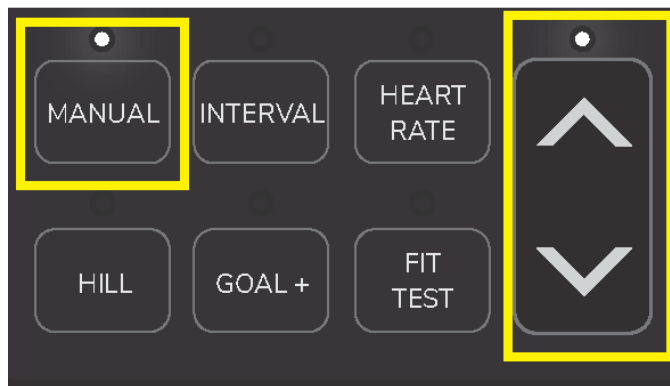 MANUAL
INTERVAL
HEART
RATE
HILL
GOAL +
FIT
TEST